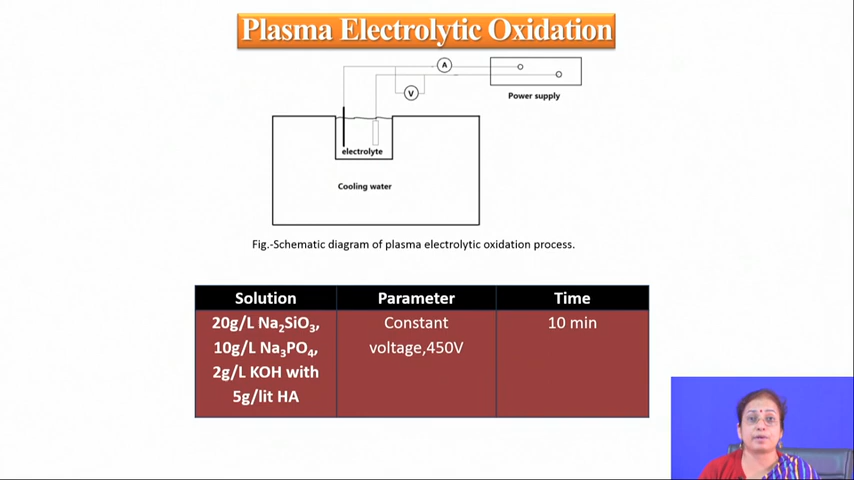 Plasma Electrolytic Oxidation
A
V
Power supply
electrolyte
Cooling water
Fig.-Schematic diagram of plasma electrolytic oxidation process.
Solution Parameter Time
20g/L Na₂SiO₃, Constant 10 min
10g/L Na₃PO₄, voltage,450V
2g/L KOH with
5g/lit HA